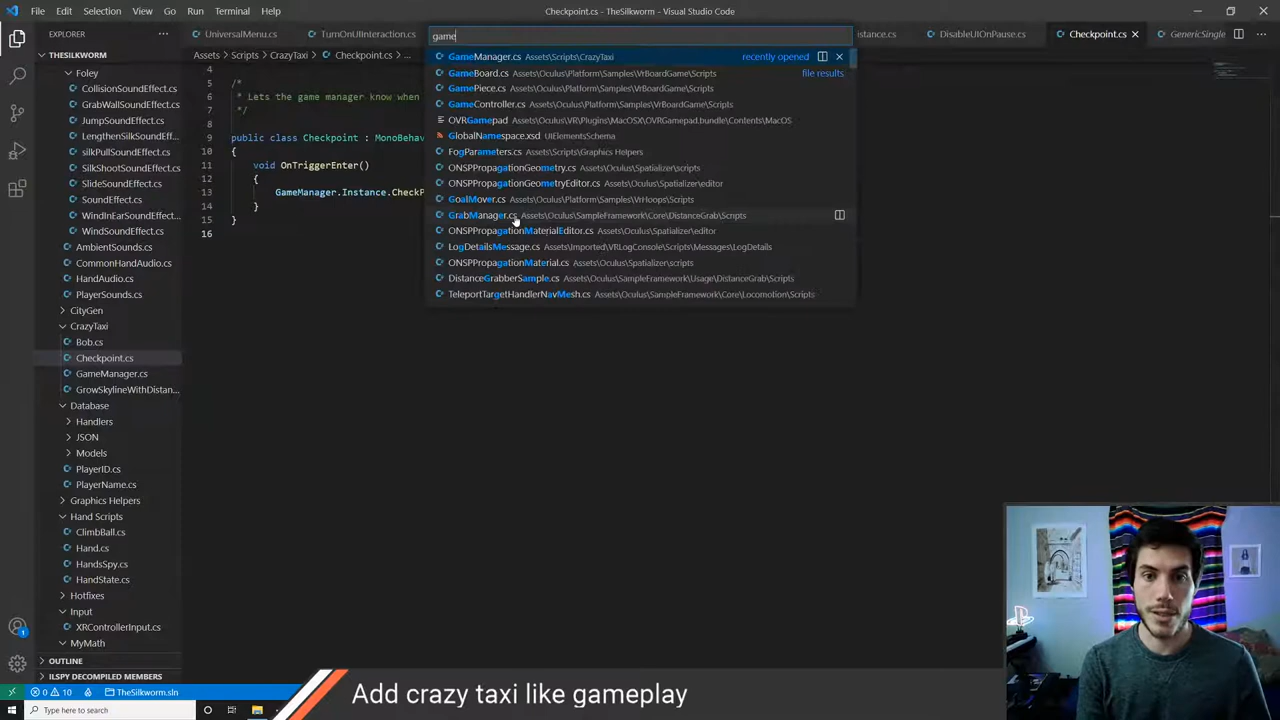 File Edit Selection View Go Run Terminal Help
Checkpoint.cs - TheSilkworm - Visual Studio Code
EXPLORER
UniversalMenu.cs
TurnOnUIInteraction.cs
DisableUIOnPause.cs
Checkpoint.cs
GenericSingle
THESILKWORM
Assets > Scripts > CrazyTaxi > Checkpoint.cs > ...
game
GameManager.cs Assets\Scripts\CrazyTaxi recently opened
GameBoard.cs Assets\Oculus\Platform\Samples\VrBoardGame\Scripts file results
GamePiece.cs Assets\Oculus\Platform\Samples\VrBoardGame\Scripts
GameController.cs Assets\Oculus\Platform\Samples\VrBoardGame\Scripts
OVRGamepad Assets\Oculus\VR\Plugins\MacOSX\OVRGamepad.bundle\Contents\MacOS
GlobalNamespace.xsd UIElementsSchema
FogParameters.cs Assets\Scripts\Graphics Helpers
ONSPPropagationGeometry.cs Assets\Oculus\Spatializer\scripts
ONSPPropagationGeometryEditor.cs Assets\Oculus\Spatializer\editor
GoalMover.cs Assets\Oculus\Platform\Samples\VrHoops\Scripts
GrabManager.cs Assets\Oculus\SampleFramework\Core\DistanceGrab\Scripts
ONSPPropagationMaterialEditor.cs Assets\Oculus\Spatializer\editor
LogDetailsMessage.cs Assets\Imported\VRLogConsole\Scripts\Messages\LogDetails
ONSPPropagationMaterial.cs Assets\Oculus\Spatializer\scripts
DistanceGrabberSample.cs Assets\Oculus\SampleFramework\Usage\DistanceGrab\Scripts
TeleportTargetHandlerNavMesh.cs Assets\Oculus\SampleFramework\Core\Locomotion\Scripts
4
5 /*
6 * Lets the game manager know when
7 */
8
9 public class Checkpoint : MonoBehav
10 {
11 void OnTriggerEnter()
12 {
13 GameManager.Instance.CheckP
14 }
15 }
16
Foley
CollisionSoundEffect.cs
GrabWallSoundEffect.cs
JumpSoundEffect.cs
LengthenSilkSoundEffect.cs
silkPullSoundEffect.cs
SilkShootSoundEffect.cs
SlideSoundEffect.cs
SoundEffect.cs
WindInEarSoundEffect.cs
WindSoundEffect.cs
AmbientSounds.cs
CommonHandAudio.cs
HandAudio.cs
PlayerSounds.cs
CityGen
CrazyTaxi
Bob.cs
Checkpoint.cs
GameManager.cs
GrowSkylineWithDistan...
Database
Handlers
JSON
Models
PlayerID.cs
PlayerName.cs
Graphics Helpers
Hand Scripts
ClimbBall.cs
Hand.cs
HandsSpy.cs
HandState.cs
Hotfixes
Input
XRControllerInput.cs
MyMath
OUTLINE
ILSPY DECOMPILED MEMBERS
0 10 TheSilkworm.sln
Add crazy taxi like gameplay
Type here to search